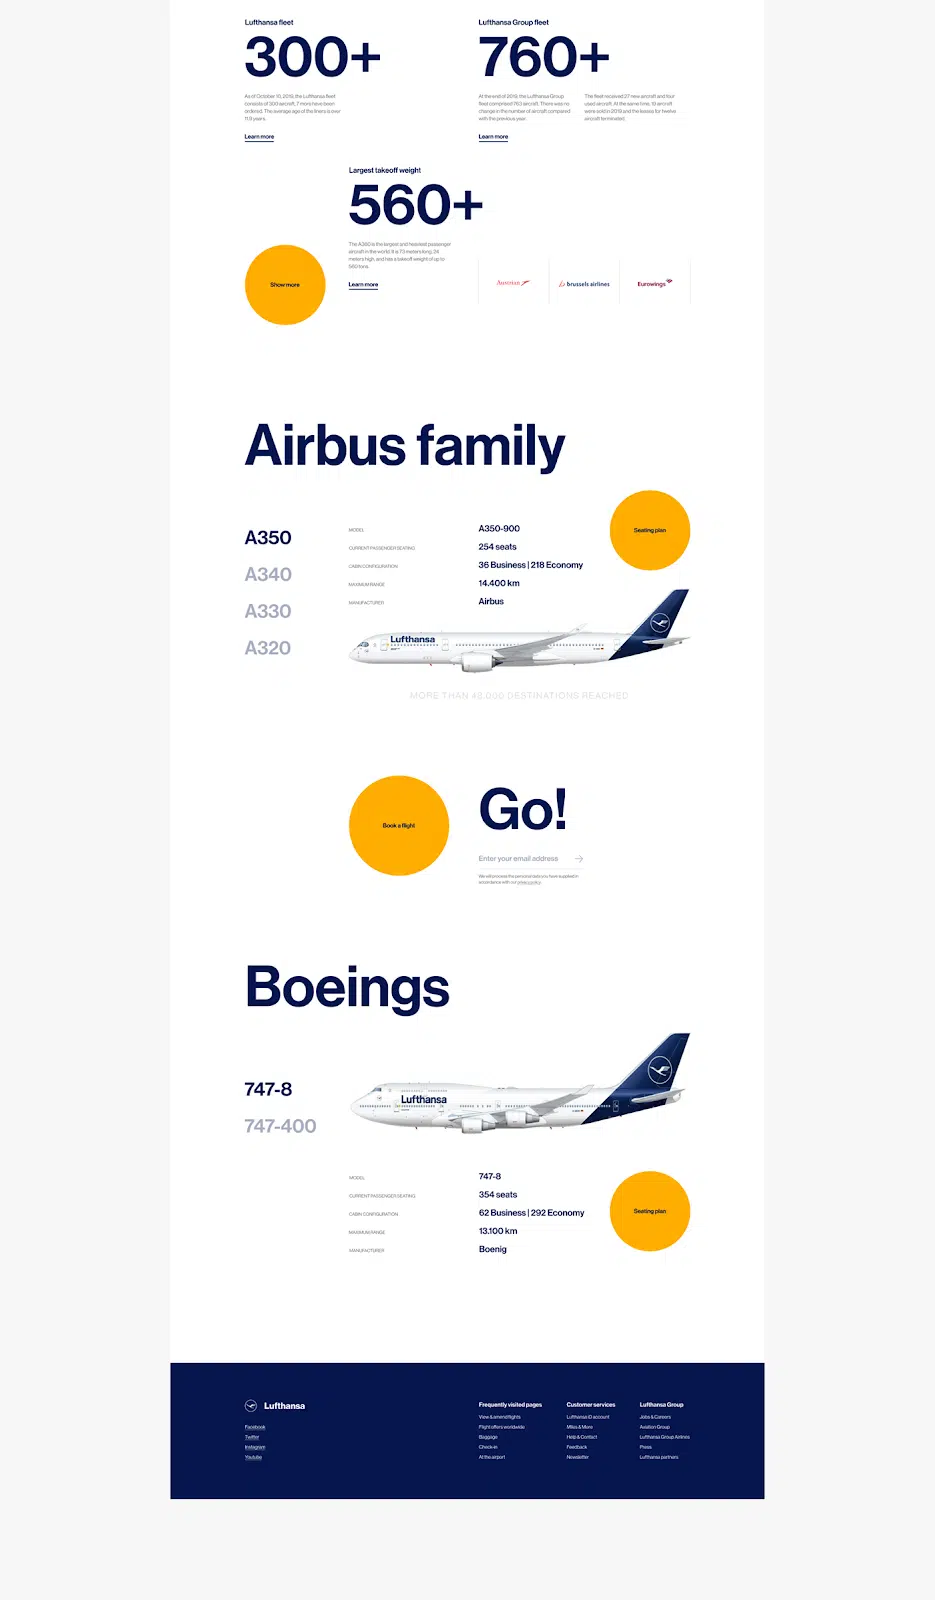 Lufthansa fleet
300+
As of October 10, 2019, the Lufthansa fleet
consists of 300 aircraft, 7 more have been
ordered. The average age of the liners is over
11.9 years.
Learn more
Lufthansa Group fleet
760+
At the end of 2019, the Lufthansa Group
fleet comprised 763 aircraft. There was no
change in the number of aircraft compared
with the previous year.
The fleet received 27 new aircraft and four
used aircraft. At the same time, 19 aircraft
were sold in 2019 and the leases for twelve
aircraft terminated.
Learn more
Largest takeoff weight
560+
The A380 is the largest and heaviest passenger
aircraft in the world. It is 73 meters long, 24
meters high, and has a takeoff weight of up to
560 tons.
Learn more
Show more
Austrian
brussels airlines
Eurowings
Airbus family
Seating plan
A350
A340
A330
A320
MODEL
A350-900
CURRENT PASSENGER SEATING
254 seats
CABIN CONFIGURATION
36 Business | 218 Economy
MAXIMUM RANGE
14.400 km
MANUFACTURER
Airbus
Lufthansa
MORE THAN 48,000 DESTINATIONS REACHED
Book a flight
Go!
Enter your email address
We will process the personal data you have supplied in
accordance with our privacy policy.
Boeings
747-8
747-400
Lufthansa
MODEL
747-8
CURRENT PASSENGER SEATING
354 seats
CABIN CONFIGURATION
62 Business | 292 Economy
MAXIMUM RANGE
13.100 km
MANUFACTURER
Boenig
Seating plan
Lufthansa
Facebook
Twitter
Instagram
Youtube
Frequently visited pages
View & amend flights
Flight offers worldwide
Baggage
Check-in
At the airport
Customer services
Lufthansa iD account
Miles & More
Help & Contact
Feedback
Newsletter
Lufthansa Group
Jobs & Careers
Aviation Group
Lufthansa Group Airlines
Press
Lufthansa partners